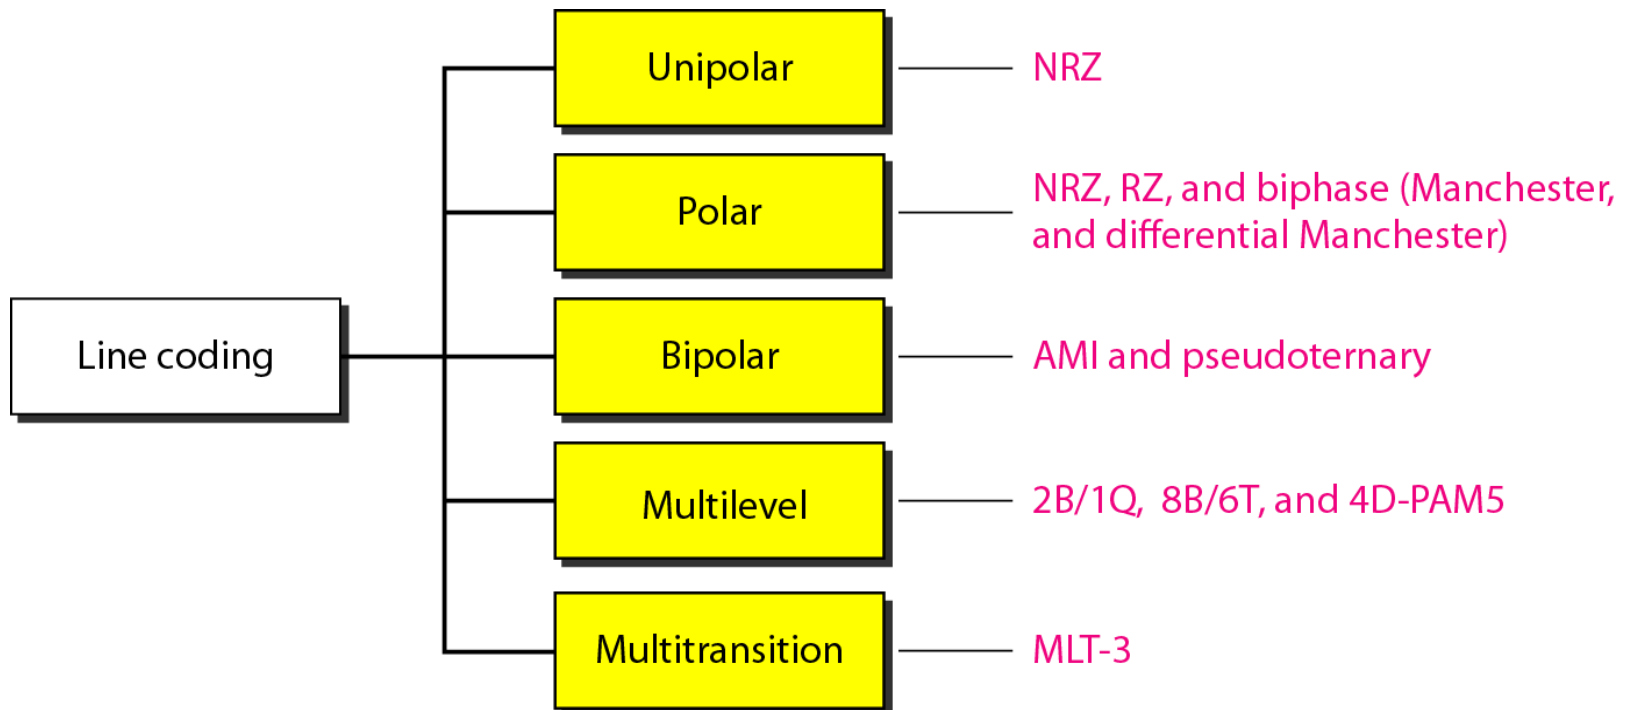 Unipolar
NRZ
Polar
NRZ, RZ, and biphase (Manchester,
and differential Manchester)
Line coding
Bipolar
AMI and pseudoternary
Multilevel
2B/1Q, 8B/6T, and 4D-PAM5
Multitransition
MLT-3